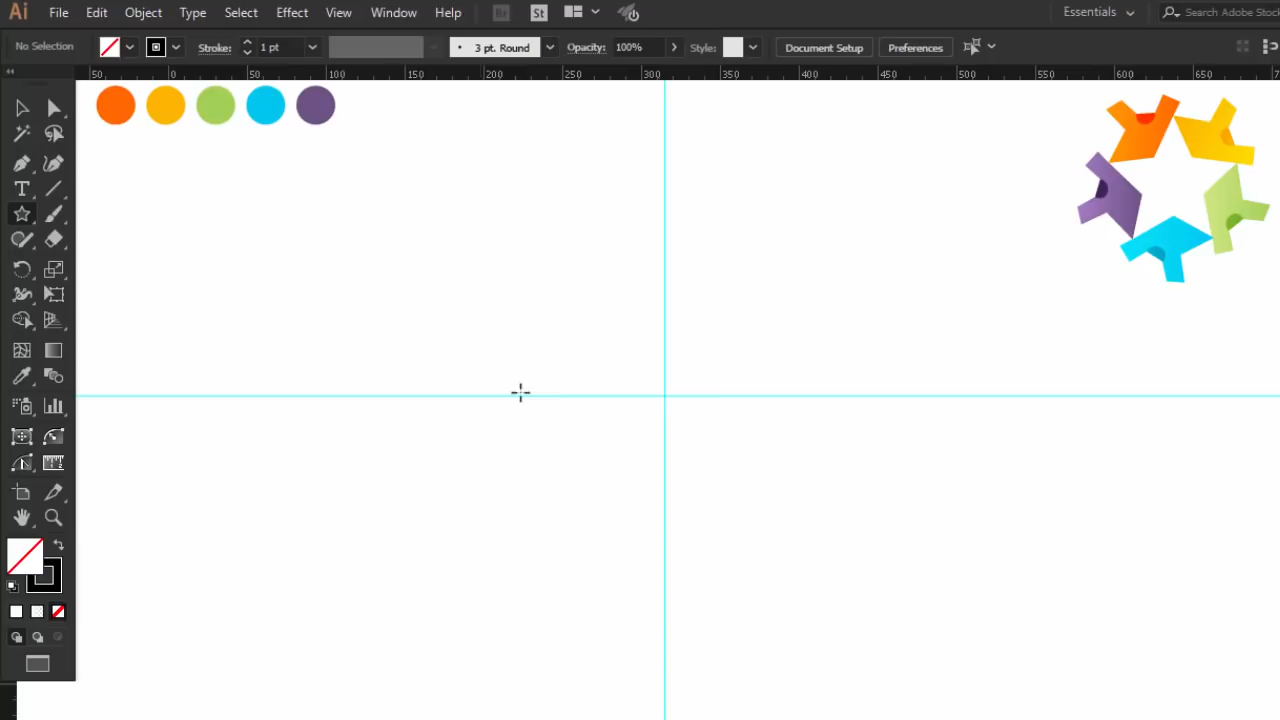 Ai File Edit Object Type Select Effect View Window Help Br St Essentials Search Adobe Stock
No Selection Stroke: 1 pt 3 pt. Round Opacity: 100% Style: Document Setup Preferences
50 0 50 100 150 200 250 300 350 400 450 500 550 600 650
T